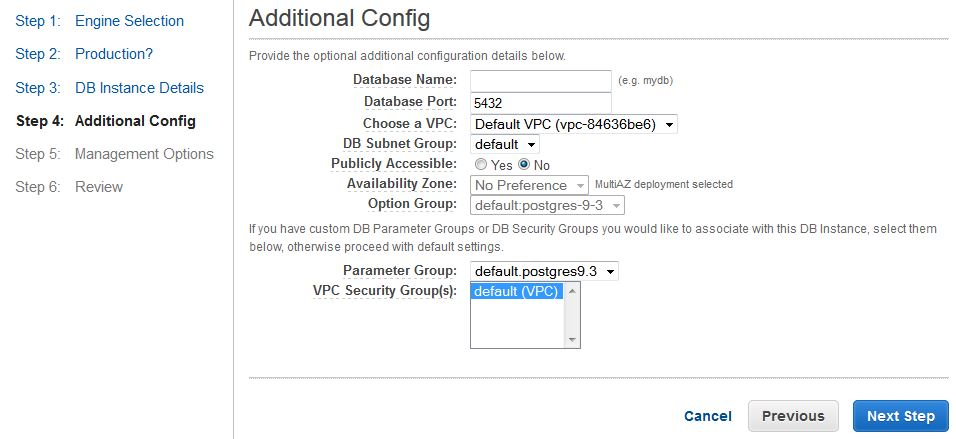 Step 1: Engine Selection
Step 2: Production?
Step 3: DB Instance Details
Step 4: Additional Config
Step 5: Management Options
Step 6: Review
Additional Config
Provide the optional additional configuration details below.
Database Name: (e.g. mydb)
Database Port: 5432
Choose a VPC: Default VPC (vpc-84636be6)
DB Subnet Group: default
Publicly Accessible: Yes No
Availability Zone: No Preference MultiAZ deployment selected
Option Group: default:postgres-9-3
If you have custom DB Parameter Groups or DB Security Groups you would like to associate with this DB Instance, select them
below, otherwise proceed with default settings.
Parameter Group: default.postgres9.3
VPC Security Group(s): default (VPC)
Cancel Previous Next Step